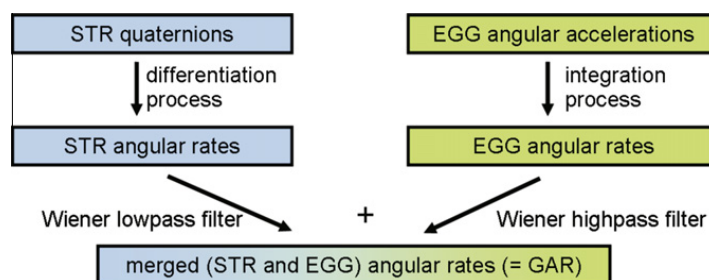 STR quaternions
EGG angular accelerations
differentiation
process
integration
process
STR angular rates
EGG angular rates
Wiener lowpass filter
+
Wiener highpass filter
merged (STR and EGG) angular rates (= GAR)